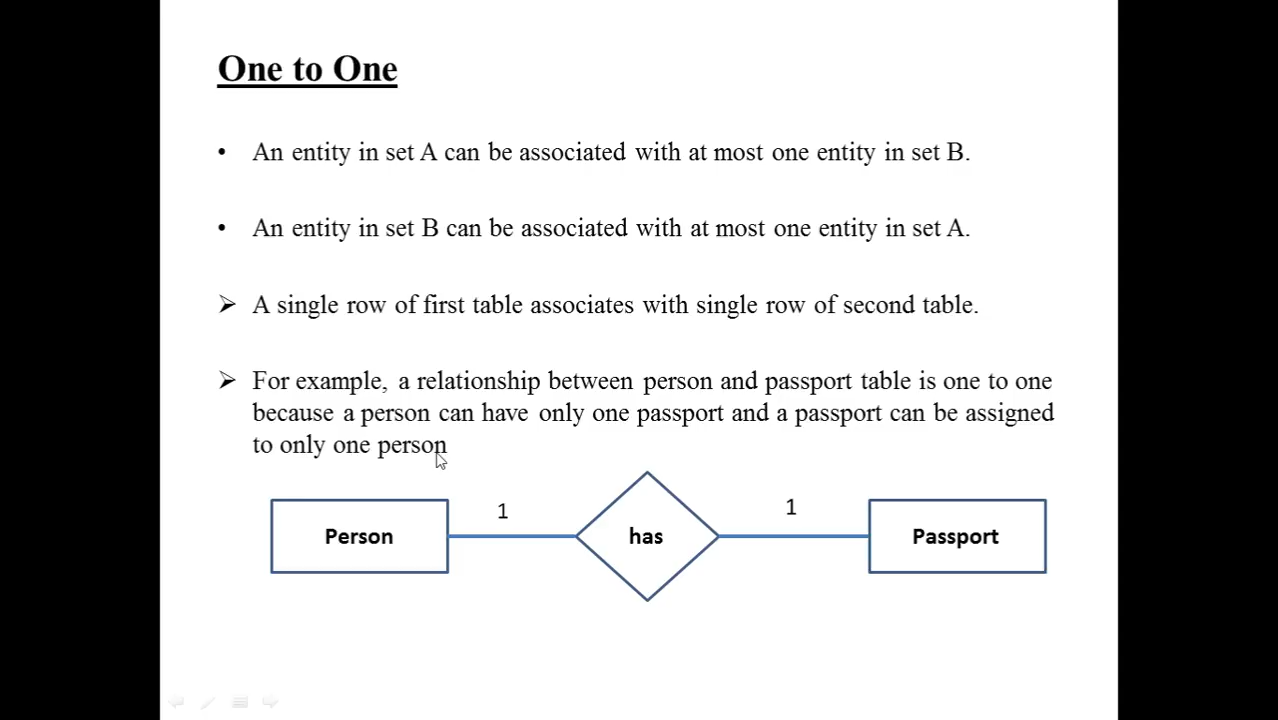 One to One
• An entity in set A can be associated with at most one entity in set B.
• An entity in set B can be associated with at most one entity in set A.
➢ A single row of first table associates with single row of second table.
➢ For example, a relationship between person and passport table is one to one
because a person can have only one passport and a passport can be assigned
to only one person
1
1
Person
has
Passport